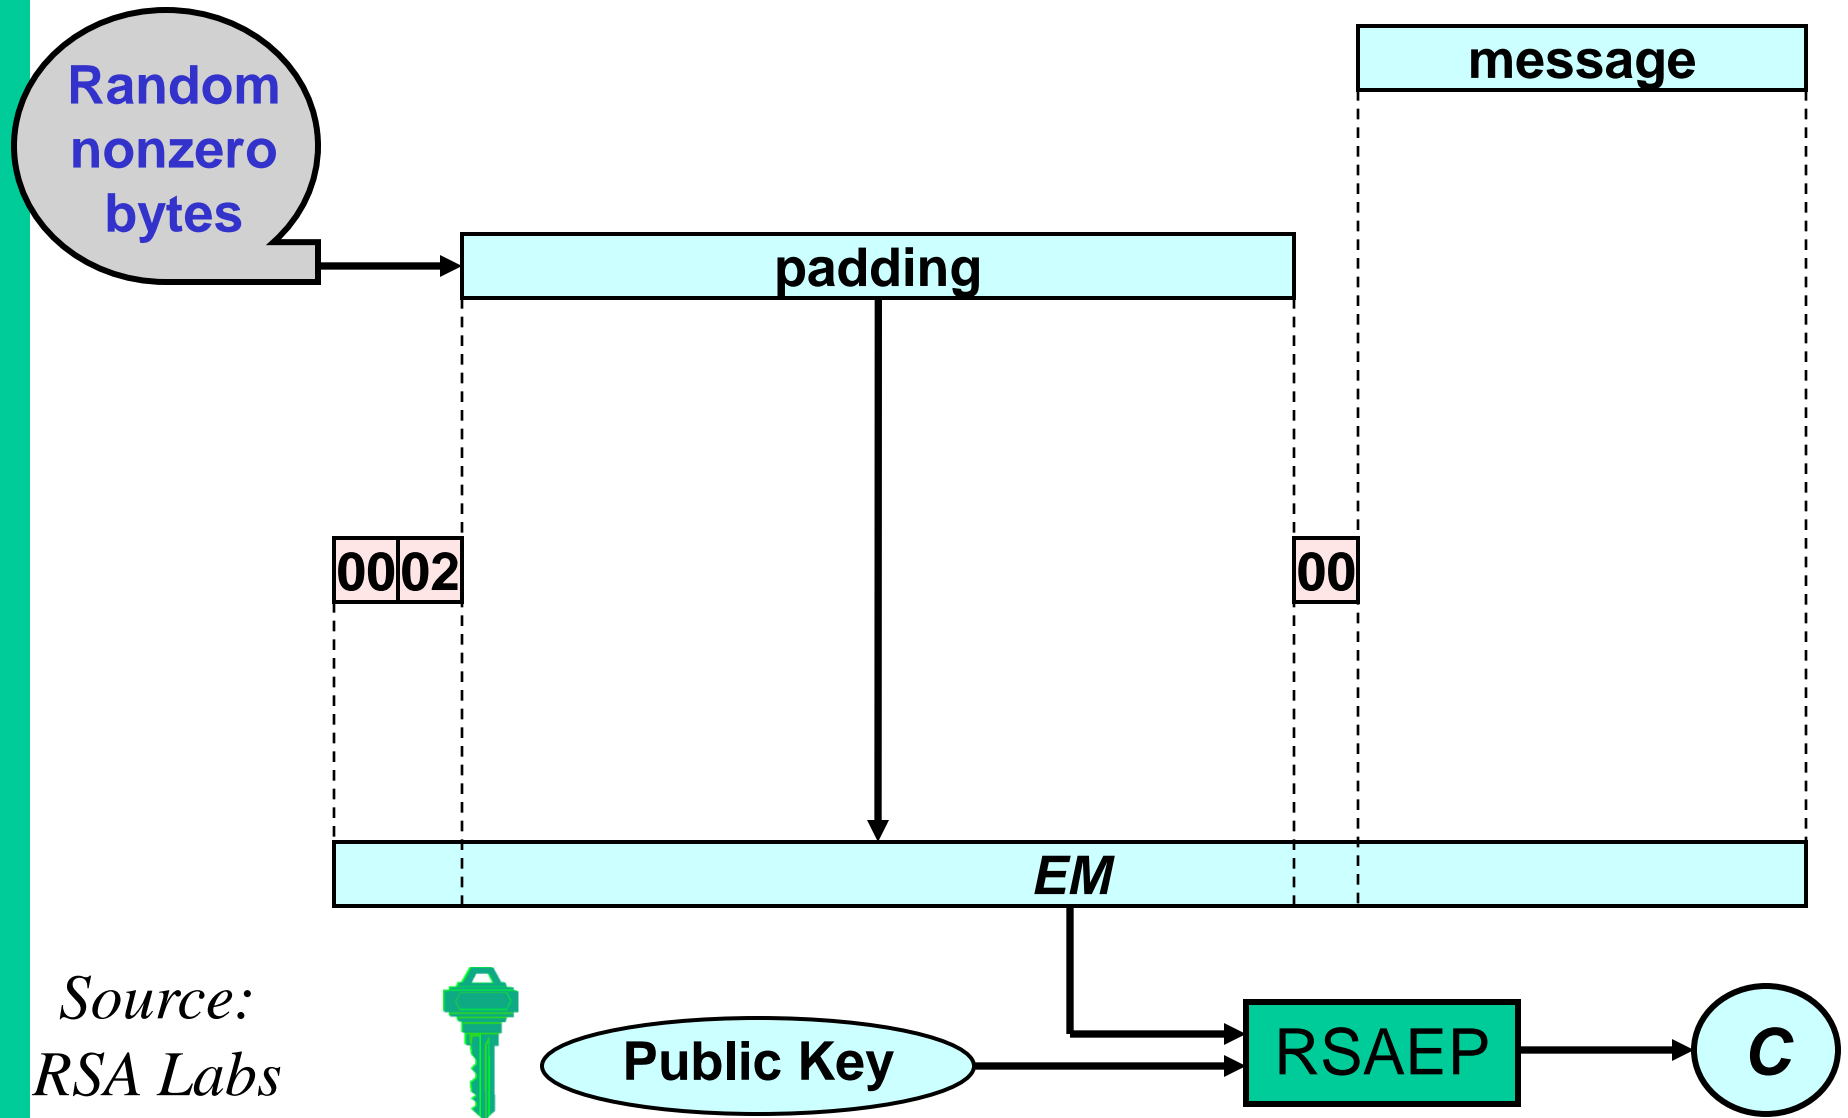 message
Random
nonzero
bytes
padding
00 02
00
EM
Source:
RSA Labs
Public Key
RSAEP
C